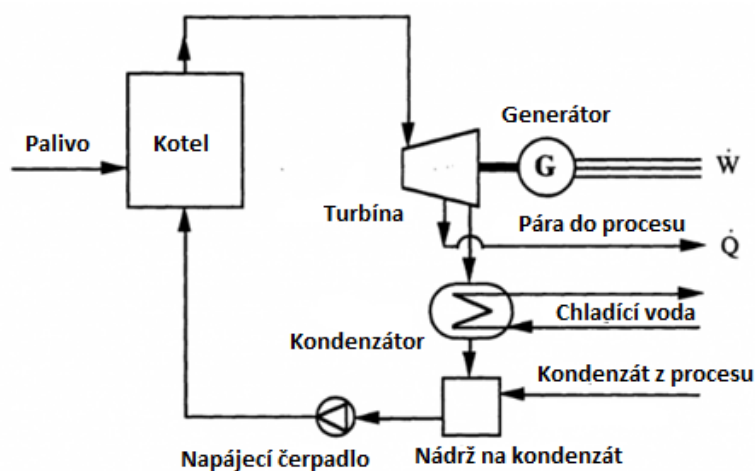 Palivo
Kotel
Generátor
G
Ẇ
Turbína
Pára do procesu
Q̇
Chladící voda
Kondenzátor
Kondenzát z procesu
Napájecí čerpadlo
Nádrž na kondenzát